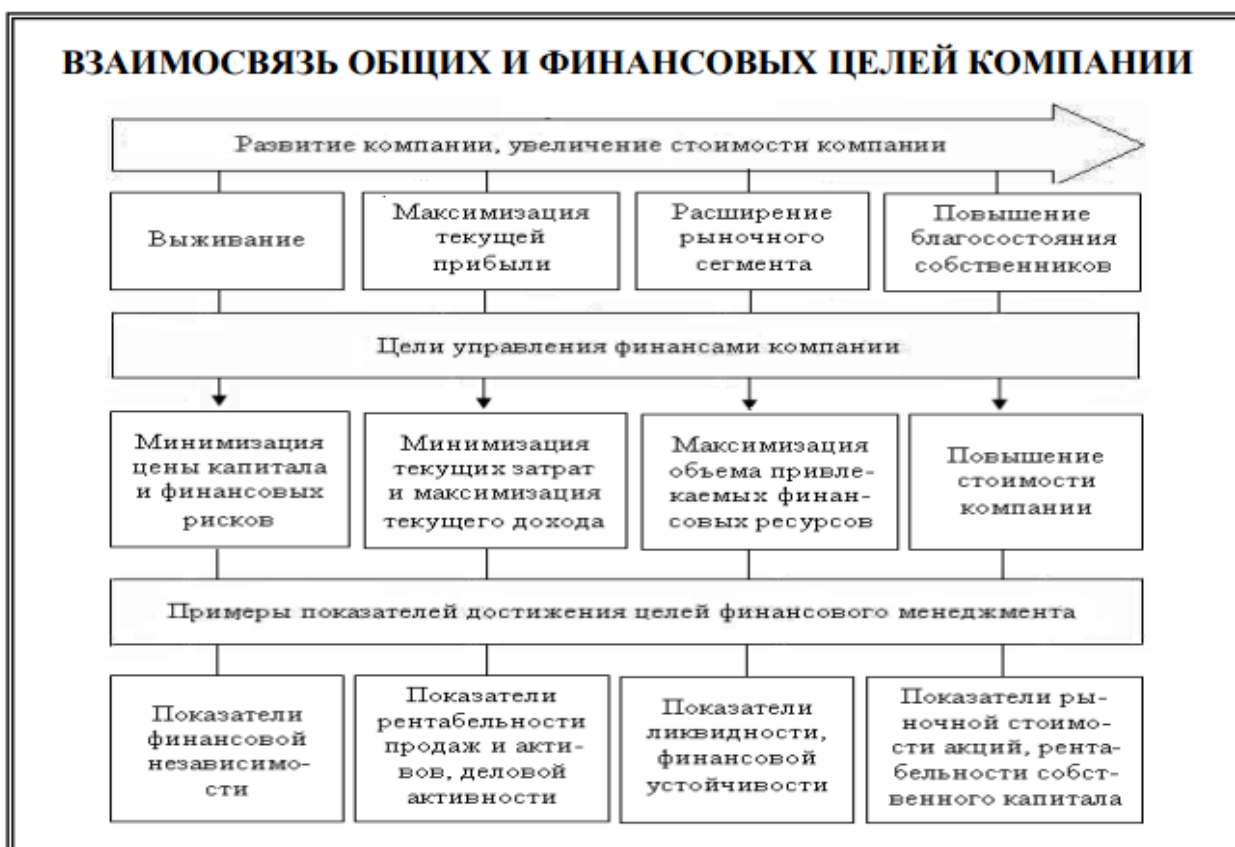 ВЗАИМОСВЯЗЬ ОБЩИХ И ФИНАНСОВЫХ ЦЕЛЕЙ КОМПАНИИ
Развитие компании, увеличение стоимости компании
Выживание
Максимизация
текущей
прибыли
Расширение
рыночного
сегмента
Повышение
благосостояния
собственников
Цели управления финансами компании
Минимизация
цены капитала
и финансовых
рисков
Минимизация
текущих затрат
и максимизация
текущего дохода
Максимизация
объема привле-
каемых финан-
совых ресурсов
Повышение
стоимости
компании
Примеры показателей достижения целей финансового менеджмента
Показатели
финансовой
независимо-
сти
Показатели
рентабельности
продаж и акти-
вов, деловой
активности
Показатели
ликвидности,
финансовой
устойчивости
Показатели ры-
ночной стоимо-
сти акций, рента-
бельности собст-
венного капитала